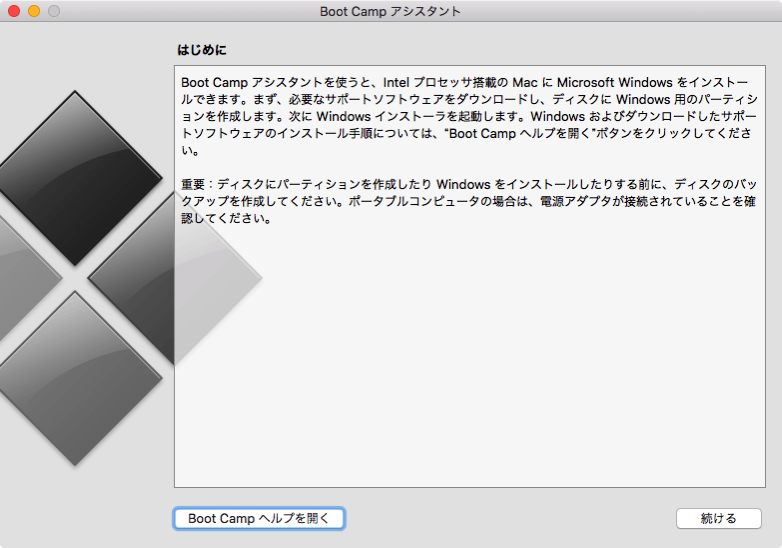 Boot Camp アシスタント
はじめに
Boot Camp アシスタントを使うと、Intel プロセッサ搭載の Mac に Microsoft Windows をインストー
ルできます。まず、必要なサポートソフトウェアをダウンロードし、ディスクに Windows 用のパーティシ
ョンを作成します。次に Windows インストーラを起動します。Windows およびダウンロードしたサポー
トソフトウェアのインストール手順については、“Boot Camp ヘルプを開く”ボタンをクリックしてくださ
い。
重要：ディスクにパーティションを作成したり Windows をインストールしたりする前に、ディスクのバッ
クアップを作成してください。ポータブルコンピュータの場合は、電源アダプタが接続されていることを確
認してください。
Boot Camp ヘルプを開く
続ける